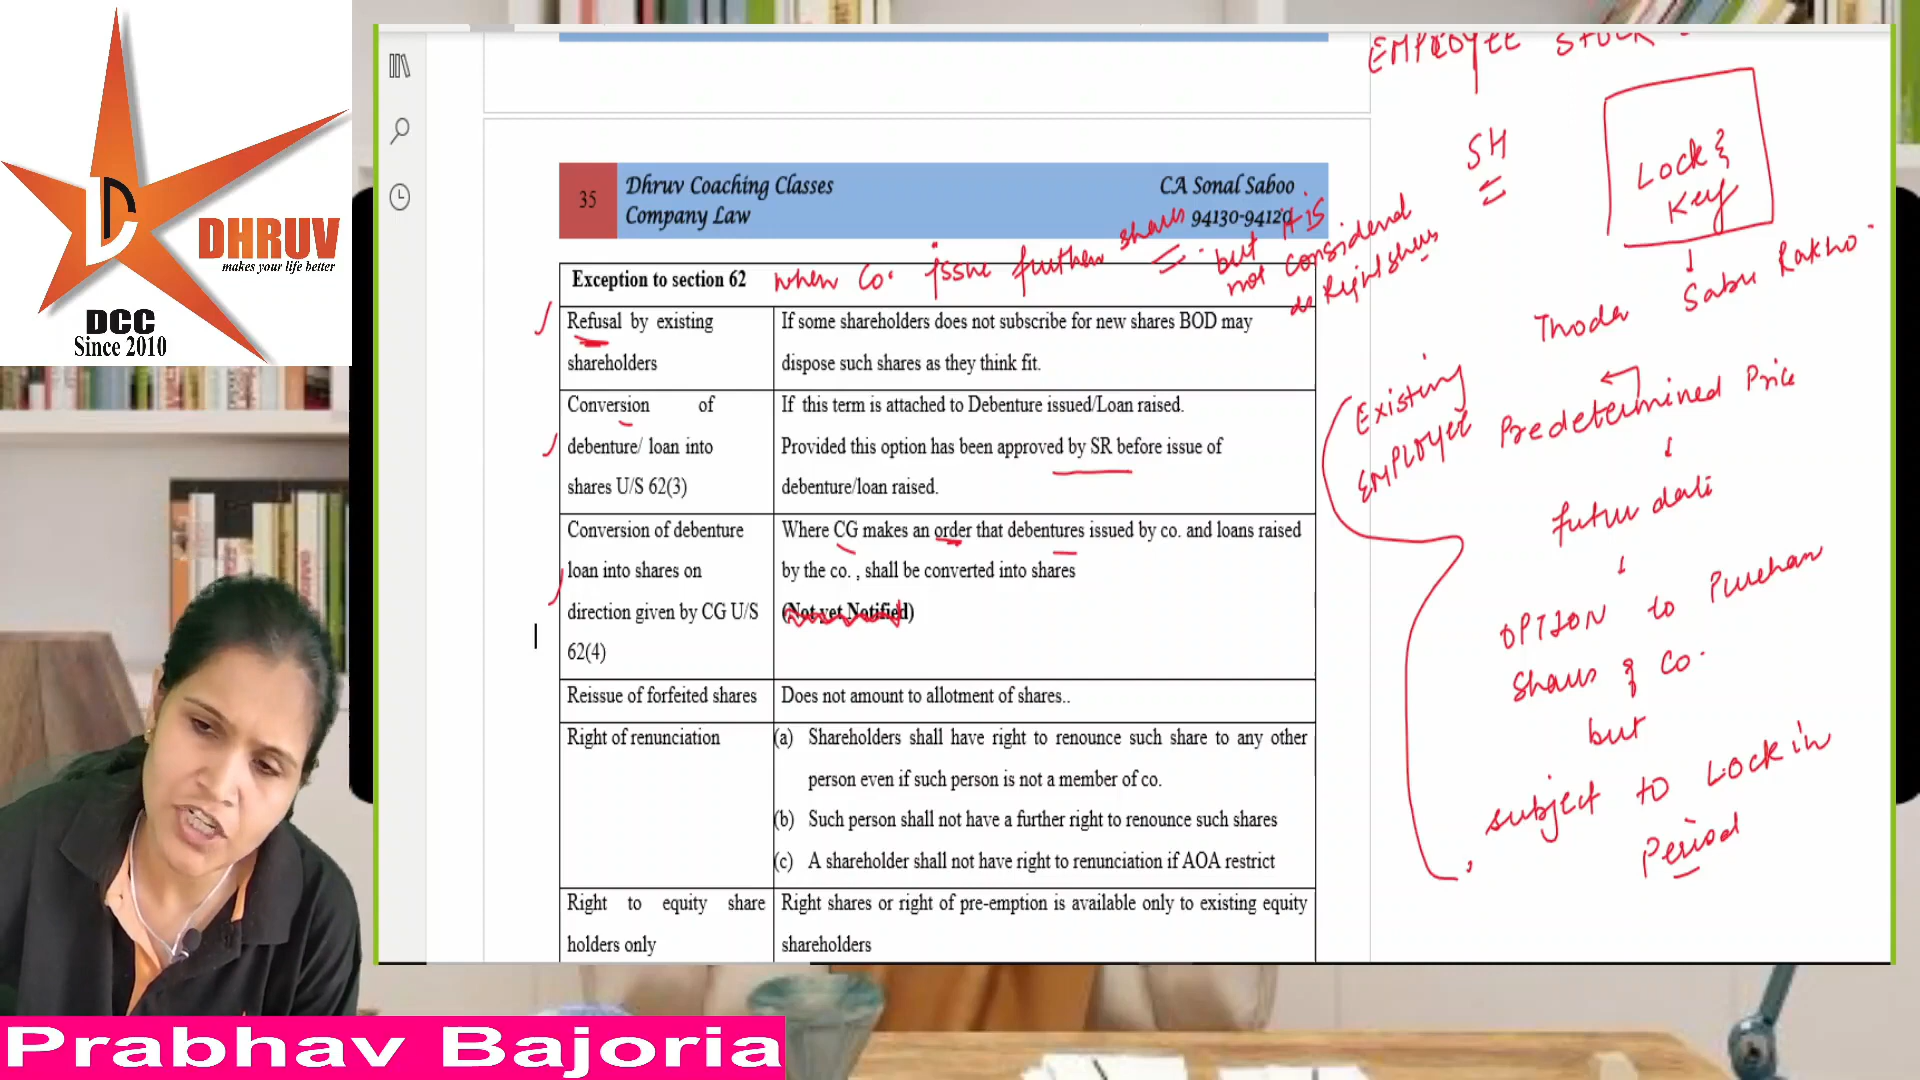 DHRUV
makes your life better
DCC
Since 2010
35
Dhruv Coaching Classes
Company Law
CA Sonal Saboo
94130-94120
Exception to section 62
when Co. issue further shares but it is
not considered
as Right shares
Refusal by existing
shareholders
If some shareholders does not subscribe for new shares BOD may
dispose such shares as they think fit.
Conversion of
debenture/ loan into
shares U/S 62(3)
If this term is attached to Debenture issued/Loan raised.
Provided this option has been approved by SR before issue of
debenture/loan raised.
Conversion of debenture
loan into shares on
direction given by CG U/S
62(4)
Where CG makes an order that debentures issued by co. and loans raised
by the co. , shall be converted into shares
(Not yet Notified)
Reissue of forfeited shares
Does not amount to allotment of shares..
Right of renunciation
(a) Shareholders shall have right to renounce such share to any other
person even if such person is not a member of co.
(b) Such person shall not have a further right to renounce such shares
(c) A shareholder shall not have right to renunciation if AOA restrict
Right to equity share
holders only
Right shares or right of pre-emption is available only to existing equity
shareholders
EMPLOYEE STOCK
SH
Lock &
Key
Thoda Sabu Rakho
Existing
EMPLOYEE
Predetermined Price
future date
OPTION to Purchase
Shares of Co.
but
subject to Lock in
Period
Prabhav Bajoria